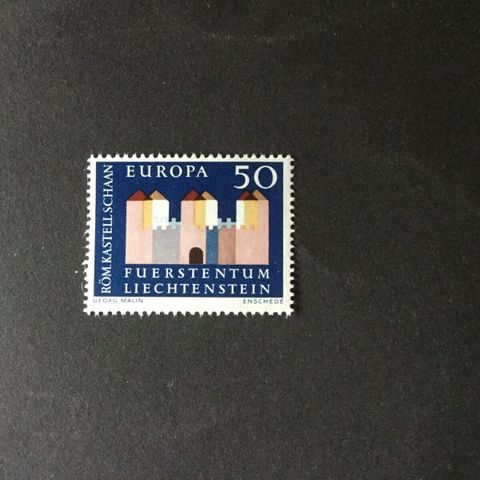 RÖM. KASTELL SCHAAN
EUROPA 50
FUERSTENTUM
LIECHTENSTEIN
GEORG MALIN ENSCHEDE